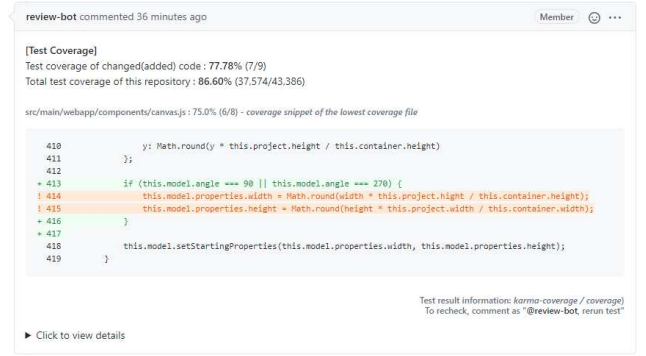 review-bot commented 36 minutes ago Member
[Test Coverage]
Test coverage of changed(added) code : 77.78% (7/9)
Total test coverage of this repository : 86.60% (37,574/43,386)
src/main/webapp/components/canvas.js : 75.0% (6/8) - coverage snippet of the lowest coverage file
410 y: Math.round(y * this.project.height / this.container.height)
411 };
412
+ 413 if (this.model.angle === 90 || this.model.angle === 270) {
! 414 this.model.properties.width = Math.round(width * this.project.hight / this.container.height);
! 415 this.model.properties.height = Math.round(height * this.project.width / this.container.width);
+ 416 }
+ 417
418 this.model.setStartingProperties(this.model.properties.width, this.model.properties.height);
419 }
Test result information: karma-coverage / coverage)
To recheck, comment as "@review-bot, rerun test"
▶ Click to view details